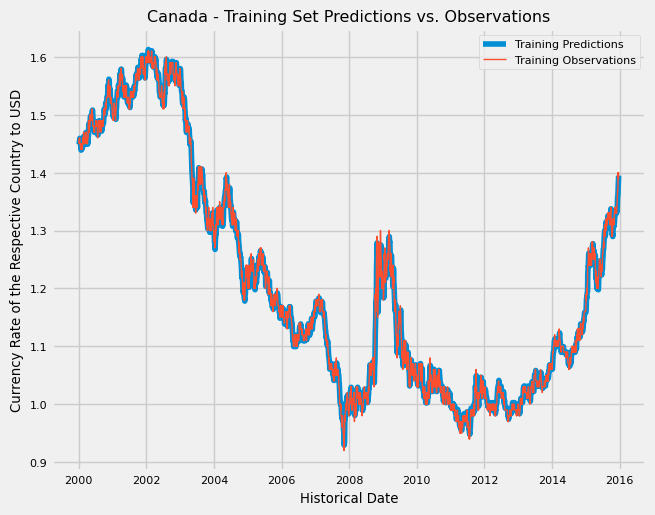 Canada - Training Set Predictions vs. Observations
Training Predictions
Training Observations
Currency Rate of the Respective Country to USD
1.6
1.5
1.4
1.3
1.2
1.1
1.0
0.9
2000 2002 2004 2006 2008 2010 2012 2014 2016
Historical Date